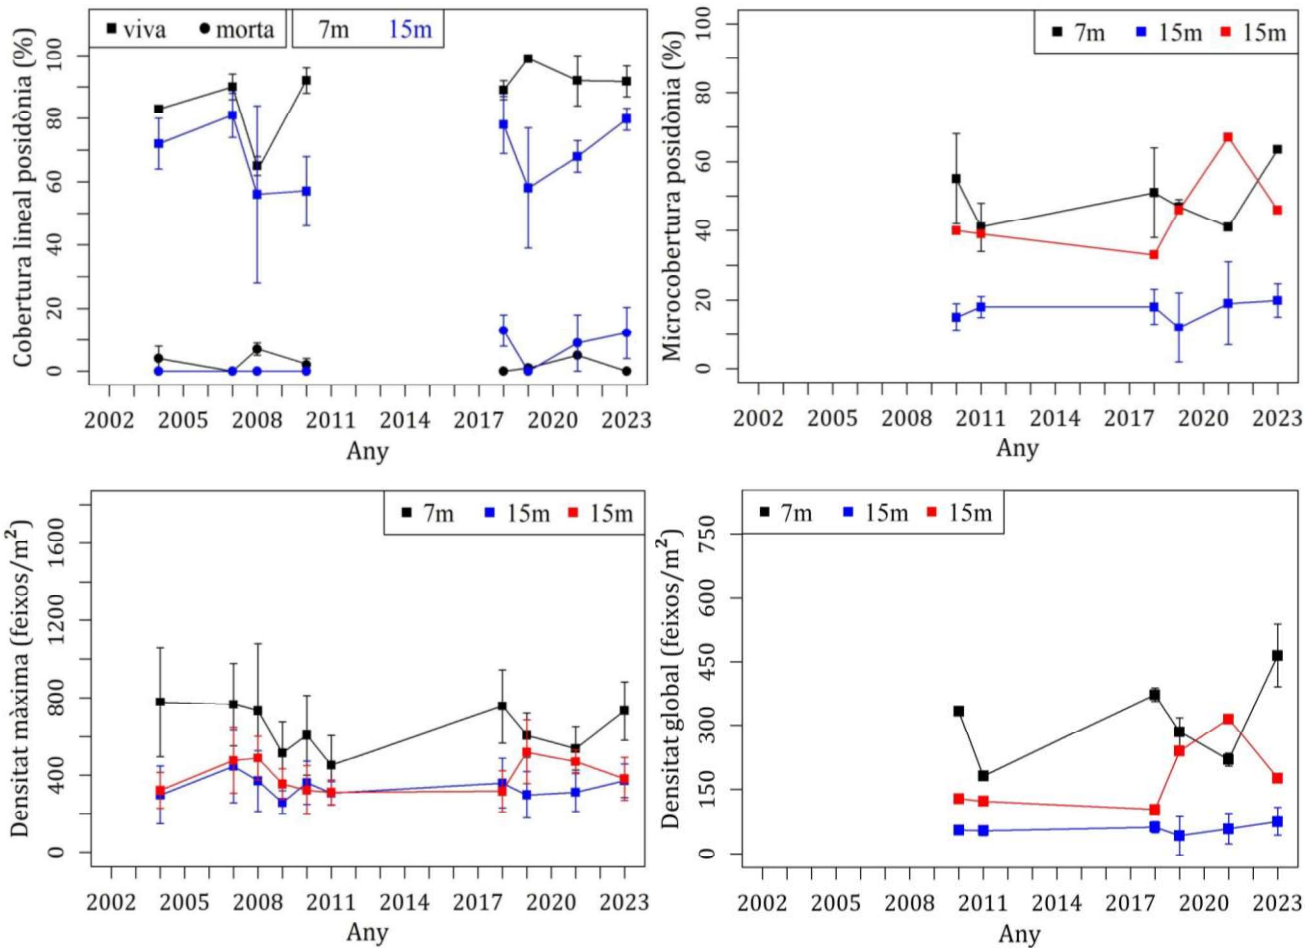 viva morta 7m 15m
Cobertura lineal posidònia (%)
0 20 40 60 80 100
2002 2005 2008 2011 2014 2017 2020 2023
Any
7m 15m 15m
Microcobertura posidònia (%)
0 20 40 60 80 100
2002 2005 2008 2011 2014 2017 2020 2023
Any
7m 15m 15m
Densitat màxima (feixos/m²)
0 400 800 1200 1600
2002 2005 2008 2011 2014 2017 2020 2023
Any
7m 15m 15m
Densitat global (feixos/m²)
0 150 300 450 600 750
2002 2005 2008 2011 2014 2017 2020 2023
Any